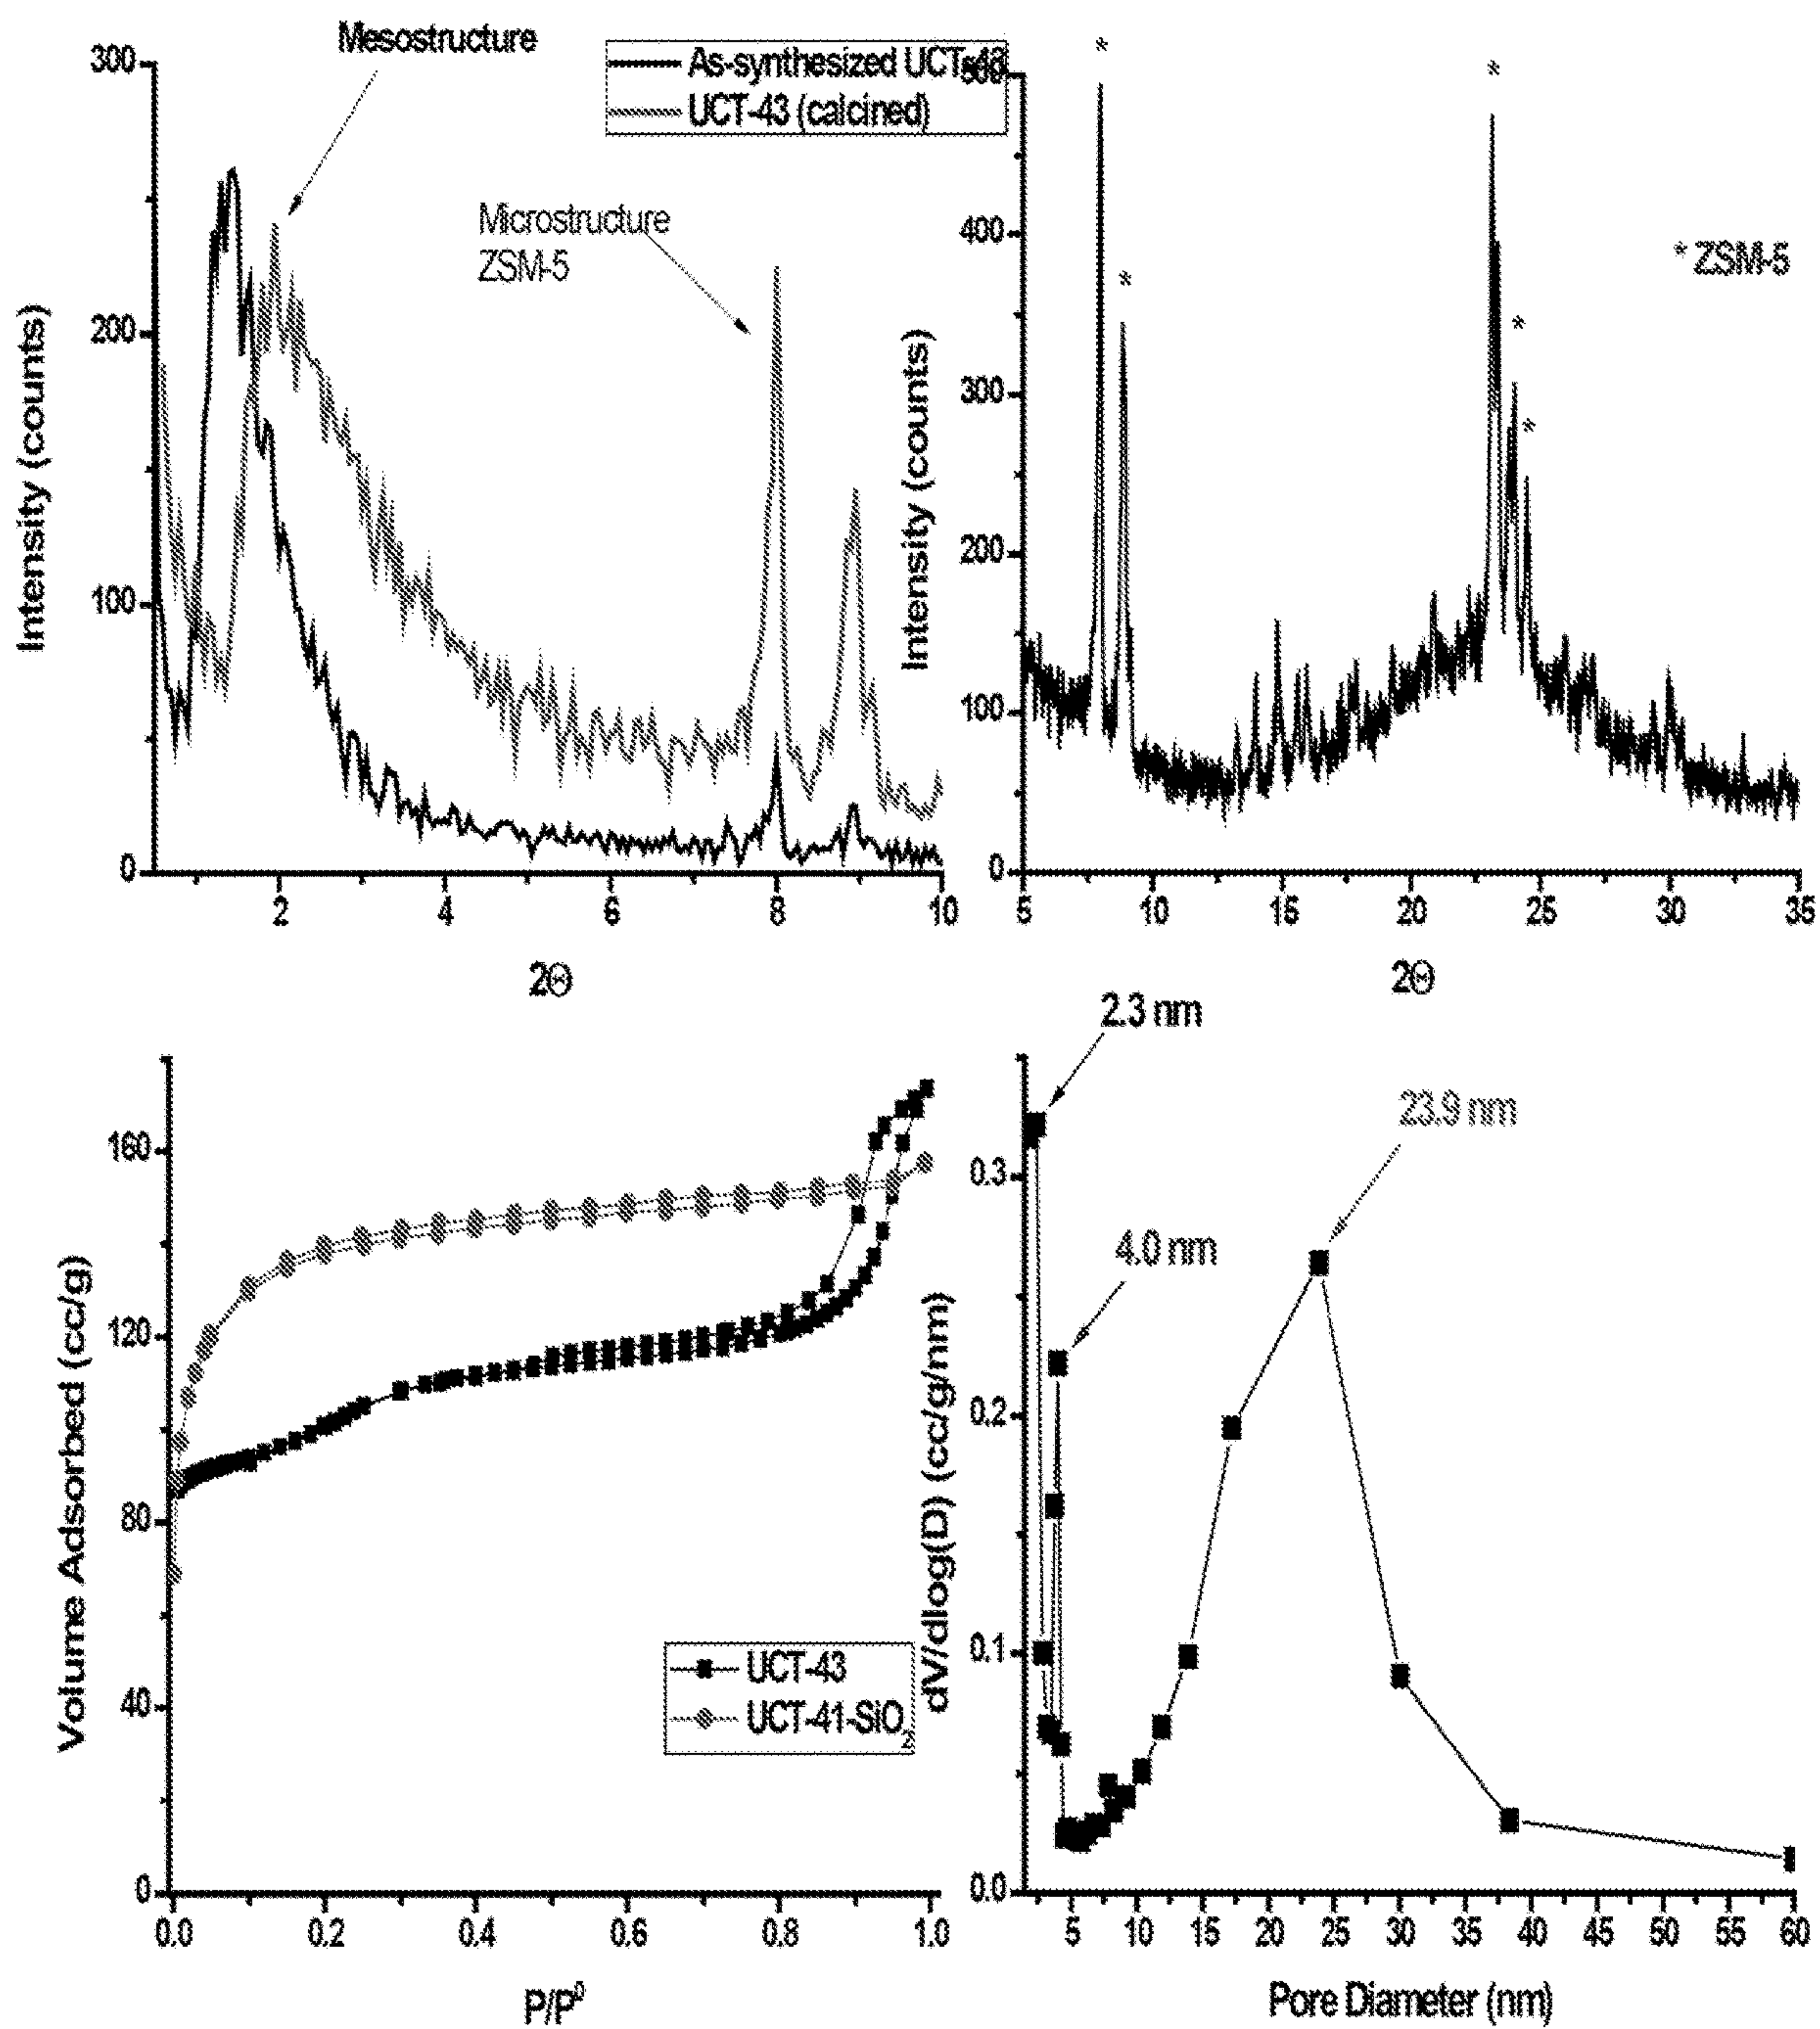 Mesostructure
As-synthesized UCT-43
UCT-43 (calcined)
Microstructure
ZSM-5
300
200
100
0
Intensity (counts)
2
4
6
8
10
2Θ
*
*
*
*
*
* ZSM-5
500
400
300
200
100
0
Intensity (counts)
5
10
15
20
25
30
35
2Θ
160
120
80
40
0
Volume Adsorbed (cc/g)
UCT-43
UCT-41-SiO2
0.0
0.2
0.4
0.6
0.8
1.0
P/P0
2.3 nm
23.9 nm
4.0 nm
0.3
0.2
0.1
0.0
dV/dlog(D) (cc/g/nm)
5
10
15
20
25
30
35
40
45
50
55
60
Pore Diameter (nm)